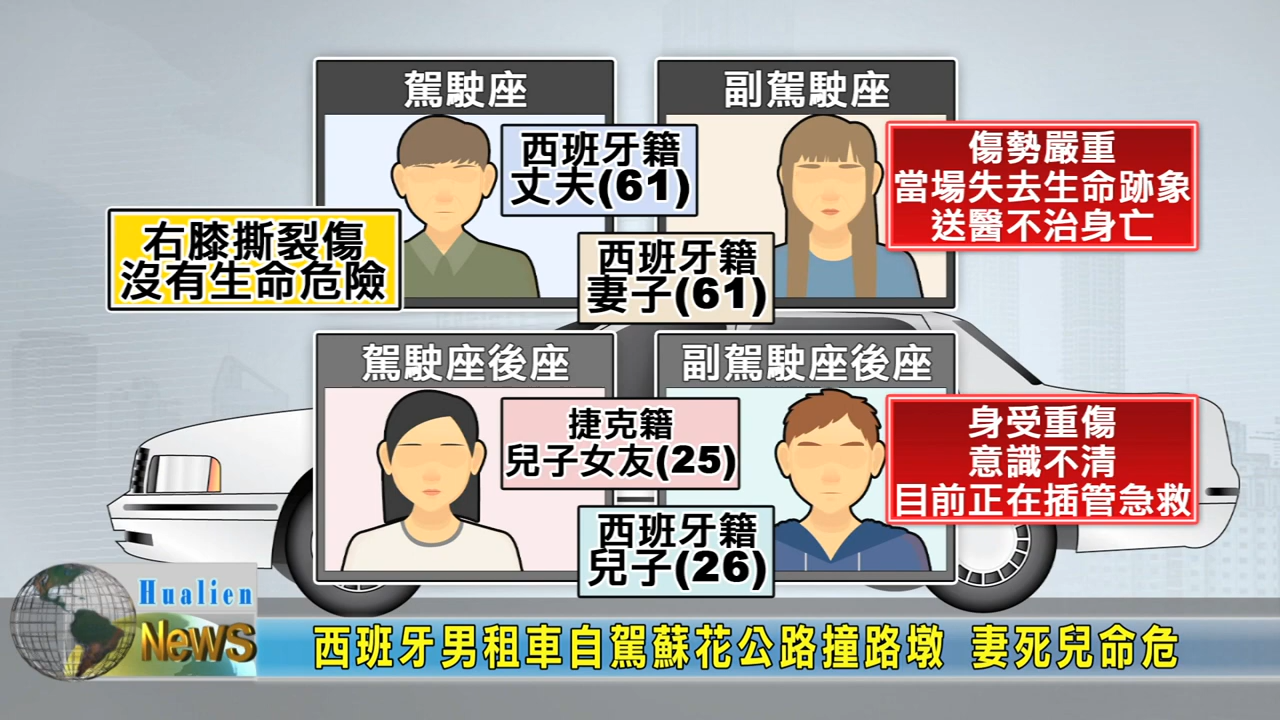 駕駛座
西班牙籍
丈夫(61)
右膝撕裂傷
沒有生命危險
副駕駛座
西班牙籍
妻子(61)
傷勢嚴重
當場失去生命跡象
送醫不治身亡
駕駛座後座
捷克籍
兒子女友(25)
副駕駛座後座
西班牙籍
兒子(26)
身受重傷
意識不清
目前正在插管急救
Hualien
News
西班牙男租車自駕蘇花公路撞路墩 妻死兒命危